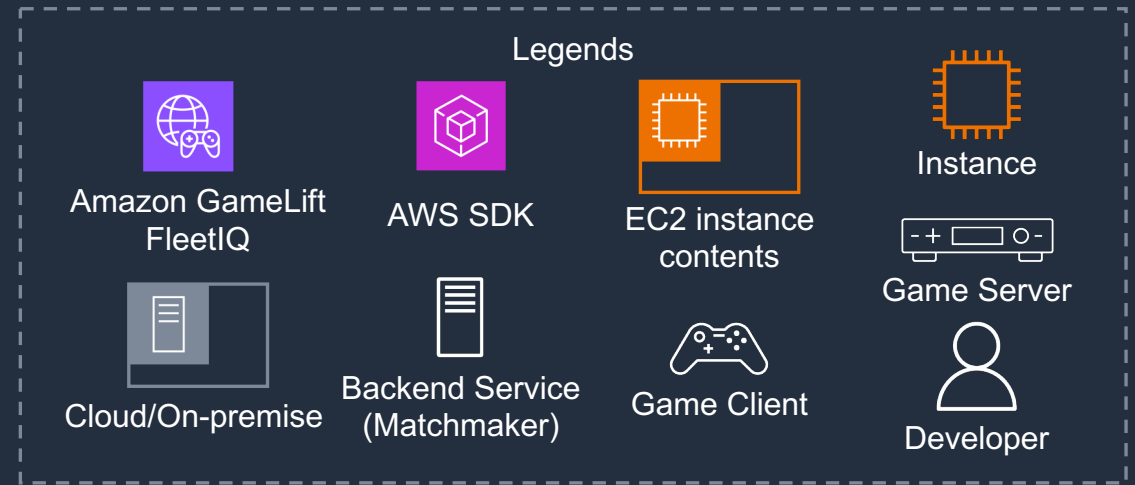 Legends
Amazon GameLift
FleetIQ
AWS SDK
EC2 instance
contents
Instance
Game Server
Cloud/On-premise
Backend Service
(Matchmaker)
Game Client
Developer